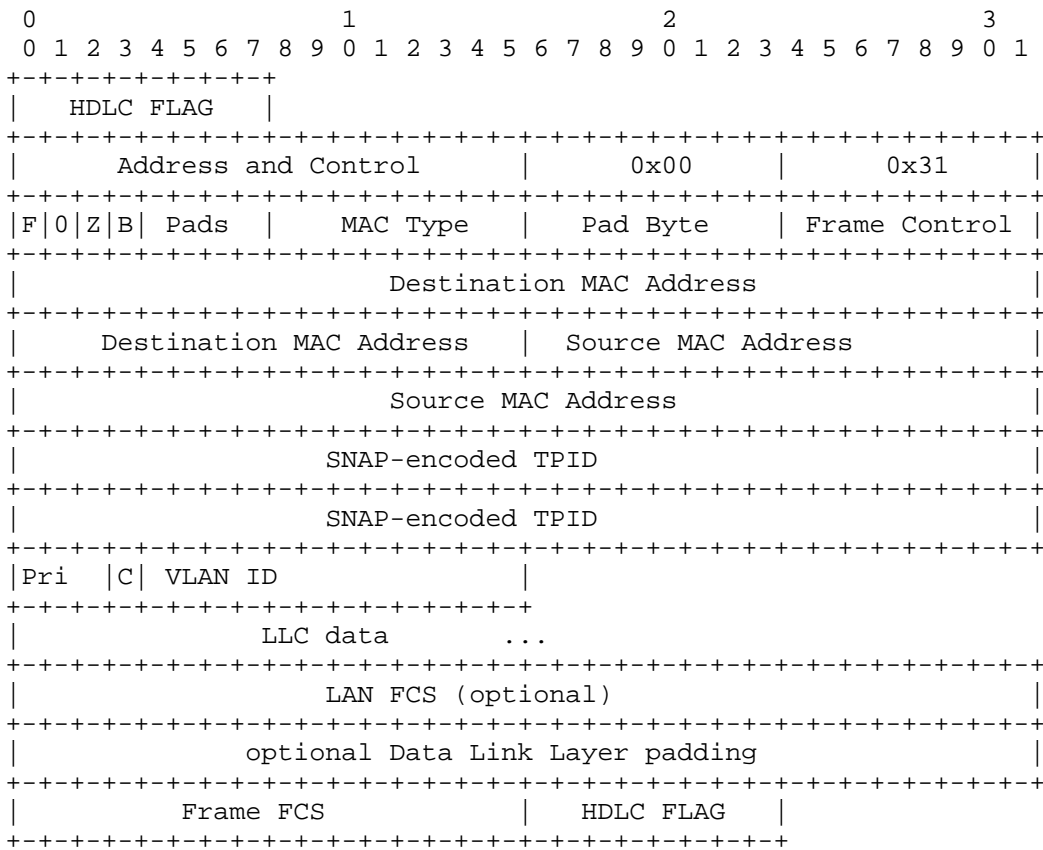 0                   1                   2                   3
 0 1 2 3 4 5 6 7 8 9 0 1 2 3 4 5 6 7 8 9 0 1 2 3 4 5 6 7 8 9 0 1
+-+-+-+-+-+-+-+-+
|   HDLC FLAG   |
+-+-+-+-+-+-+-+-+-+-+-+-+-+-+-+-+-+-+-+-+-+-+-+-+-+-+-+-+-+-+-+-+
|      Address and Control      |      0x00     |      0x31     |
+-+-+-+-+-+-+-+-+-+-+-+-+-+-+-+-+-+-+-+-+-+-+-+-+-+-+-+-+-+-+-+-+
|F|0|Z|B| Pads  |    MAC Type   |   Pad Byte    | Frame Control |
+-+-+-+-+-+-+-+-+-+-+-+-+-+-+-+-+-+-+-+-+-+-+-+-+-+-+-+-+-+-+-+-+
|                       Destination MAC Address                 |
+-+-+-+-+-+-+-+-+-+-+-+-+-+-+-+-+-+-+-+-+-+-+-+-+-+-+-+-+-+-+-+-+
|     Destination MAC Address   |  Source MAC Address           |
+-+-+-+-+-+-+-+-+-+-+-+-+-+-+-+-+-+-+-+-+-+-+-+-+-+-+-+-+-+-+-+-+
|                       Source MAC Address                      |
+-+-+-+-+-+-+-+-+-+-+-+-+-+-+-+-+-+-+-+-+-+-+-+-+-+-+-+-+-+-+-+-+
|                   SNAP-encoded TPID                           |
+-+-+-+-+-+-+-+-+-+-+-+-+-+-+-+-+-+-+-+-+-+-+-+-+-+-+-+-+-+-+-+-+
|                   SNAP-encoded TPID                           |
+-+-+-+-+-+-+-+-+-+-+-+-+-+-+-+-+-+-+-+-+-+-+-+-+-+-+-+-+-+-+-+-+
|Pri  |C| VLAN ID               |
+-+-+-+-+-+-+-+-+-+-+-+-+-+-+-+-+
|               LLC data       ...
+-+-+-+-+-+-+-+-+-+-+-+-+-+-+-+-+-+-+-+-+-+-+-+-+-+-+-+-+-+-+-+-+
|                   LAN FCS (optional)                          |
+-+-+-+-+-+-+-+-+-+-+-+-+-+-+-+-+-+-+-+-+-+-+-+-+-+-+-+-+-+-+-+-+
|              optional Data Link Layer padding                 |
+-+-+-+-+-+-+-+-+-+-+-+-+-+-+-+-+-+-+-+-+-+-+-+-+-+-+-+-+-+-+-+-+
|          Frame FCS            |   HDLC FLAG   |
+-+-+-+-+-+-+-+-+-+-+-+-+-+-+-+-+-+-+-+-+-+-+-+-+